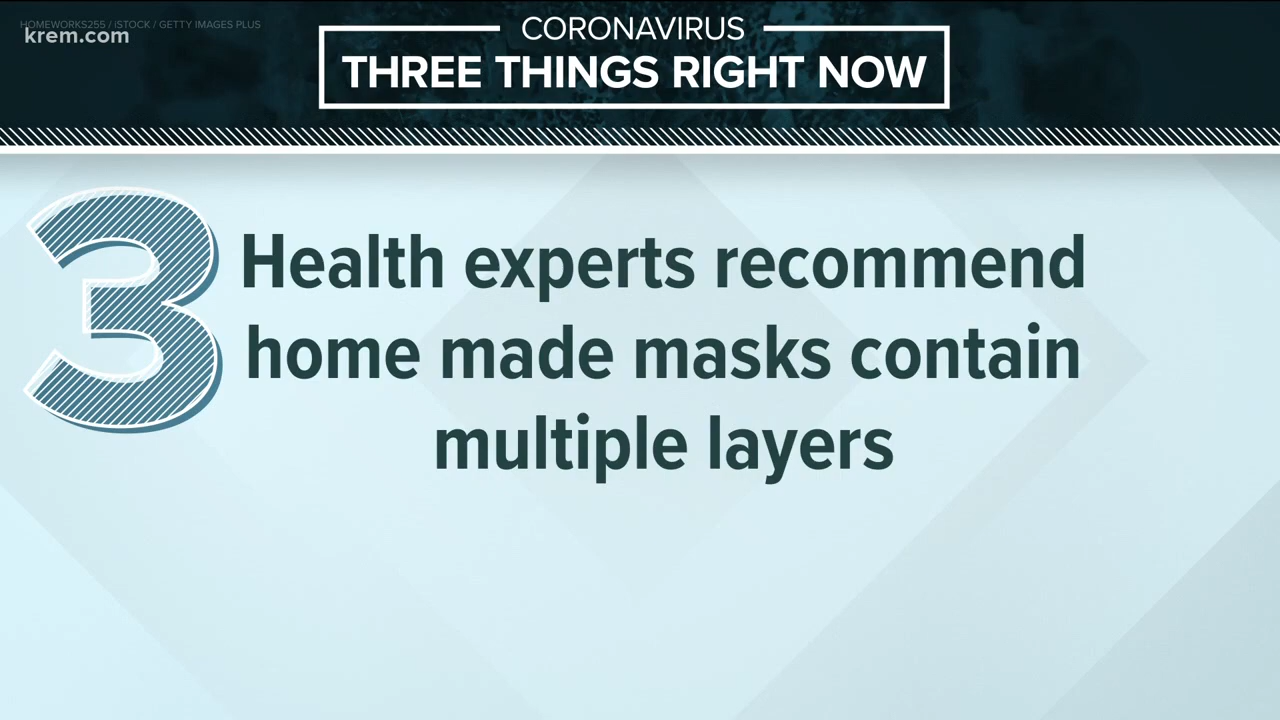 HOMEWORKS255 / iSTOCK / GETTY IMAGES PLUS
krem.com
CORONAVIRUS
THREE THINGS RIGHT NOW
3
Health experts recommend
home made masks contain
multiple layers